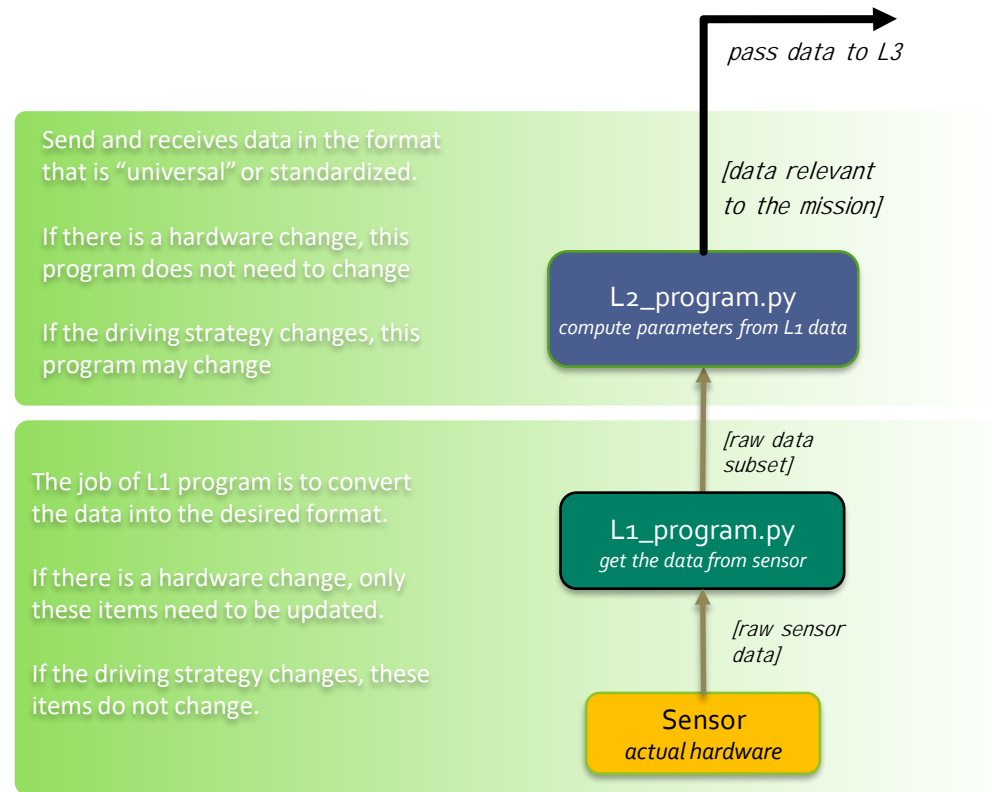 pass data to L3
Send and receives data in the format
that is “universal” or standardized.
If there is a hardware change, this
program does not need to change
If the driving strategy changes, this
program may change
[data relevant
to the mission]
L2_program.py
compute parameters from L1 data
[raw data
subset]
The job of L1 program is to convert
the data into the desired format.
If there is a hardware change, only
these items need to be updated.
If the driving strategy changes, these
items do not change.
L1_program.py
get the data from sensor
[raw sensor
data]
Sensor
actual hardware